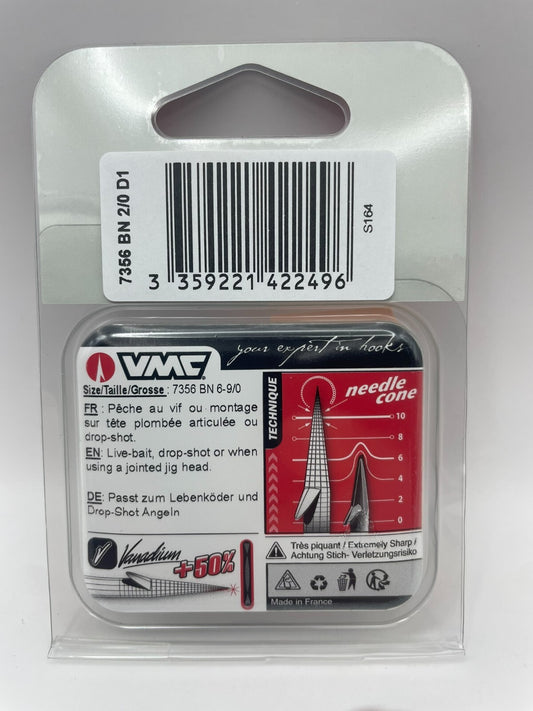 7356 BN 2/0 D1
S164
3 359221 422496
VMC
your expert in hooks
Size/Taille/Grosse : 7356 BN 6-9/0
FR : Pêche au vif ou montage
sur tête plombée articulée ou
drop-shot.
EN: Live-bait, drop-shot or when
using a jointed jig head.
DE: Passt zum Lebenköder und
Drop-Shot Angeln
TECHNIQUE
needle
cone
10
8
6
4
2
0
V
Vanadium
+50%
Très piquant / Extremely Sharp /
Achtung Stich- Verletzungsrisiko
Made in France